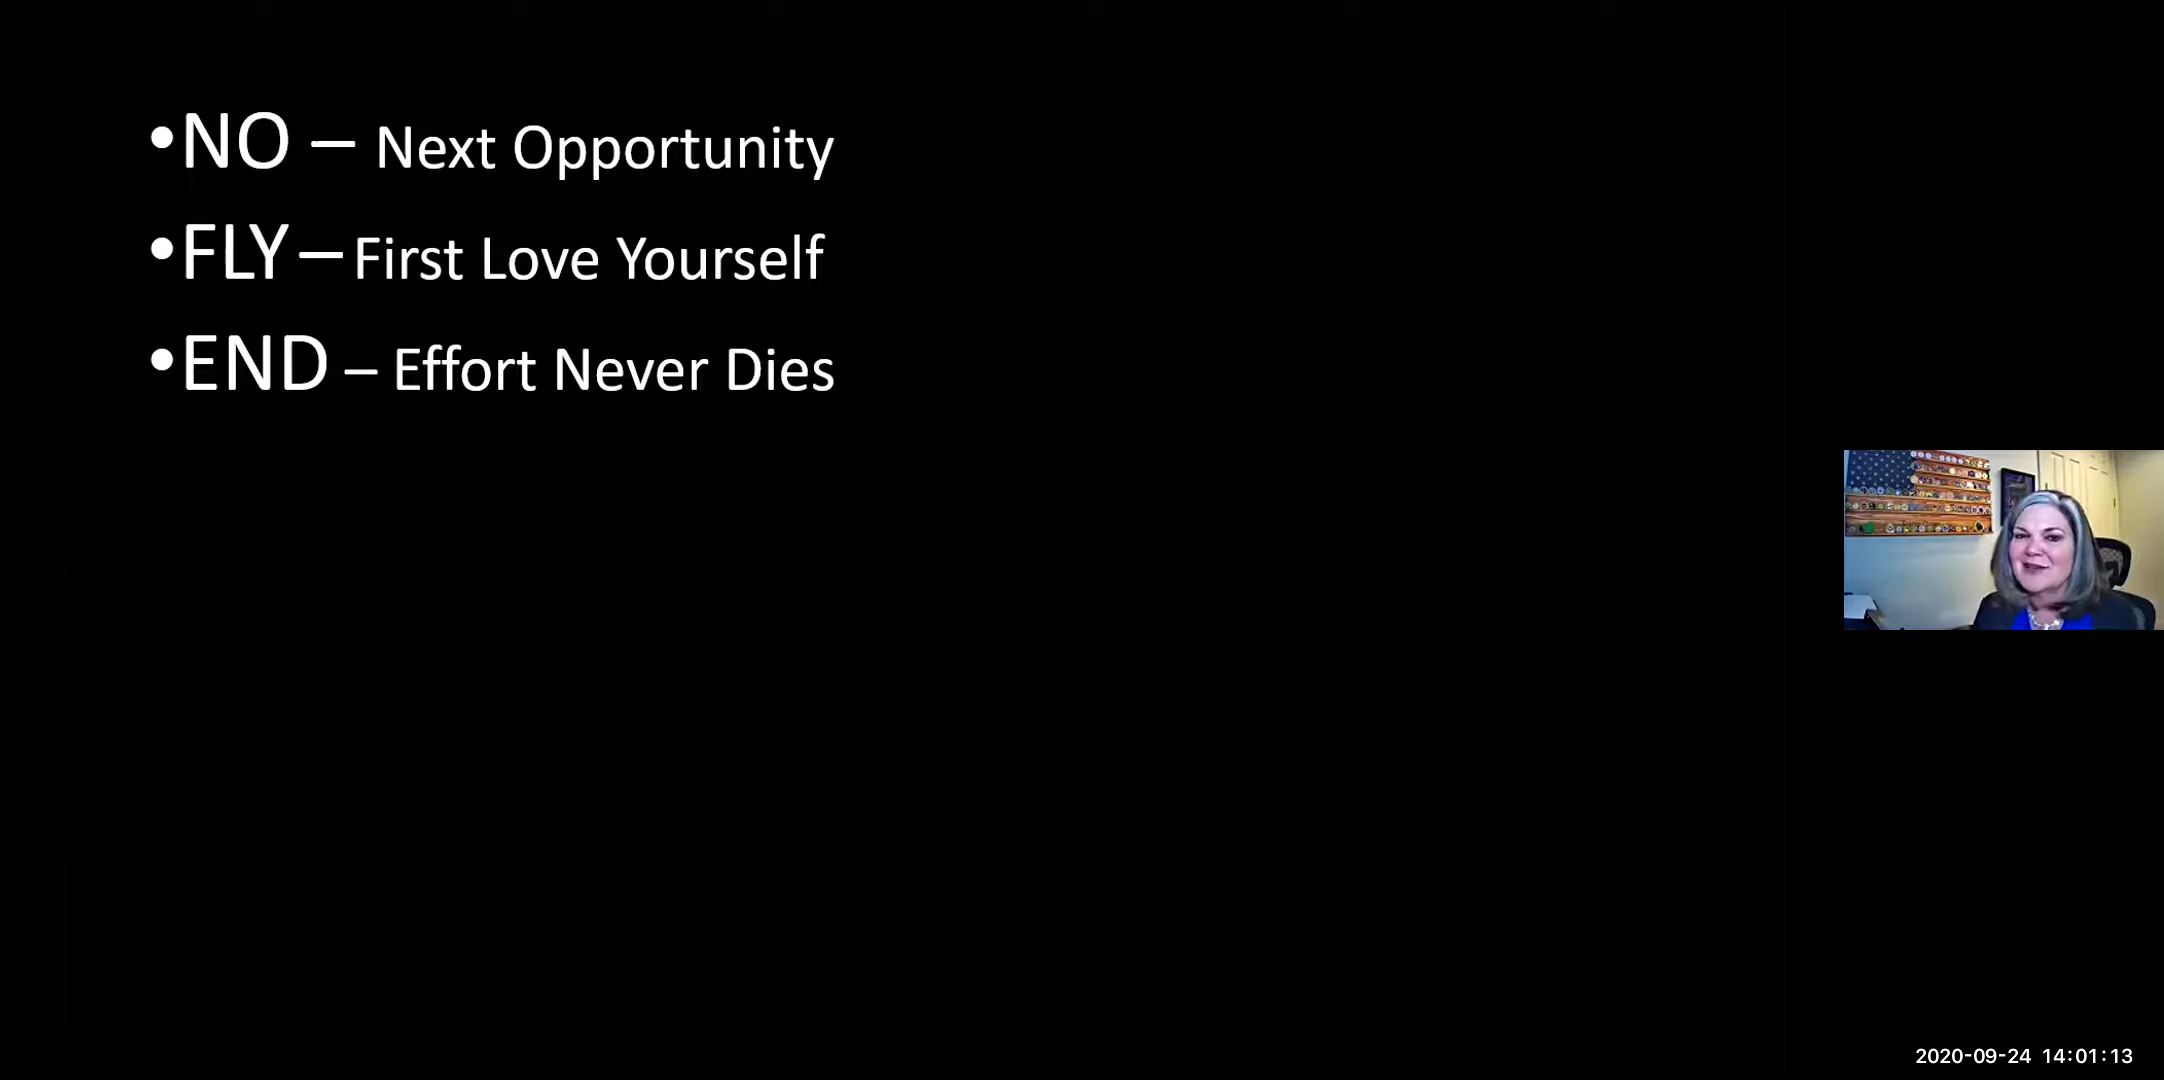 •NO – Next Opportunity
•FLY – First Love Yourself
•END – Effort Never Dies
2020-09-24 14:01:13